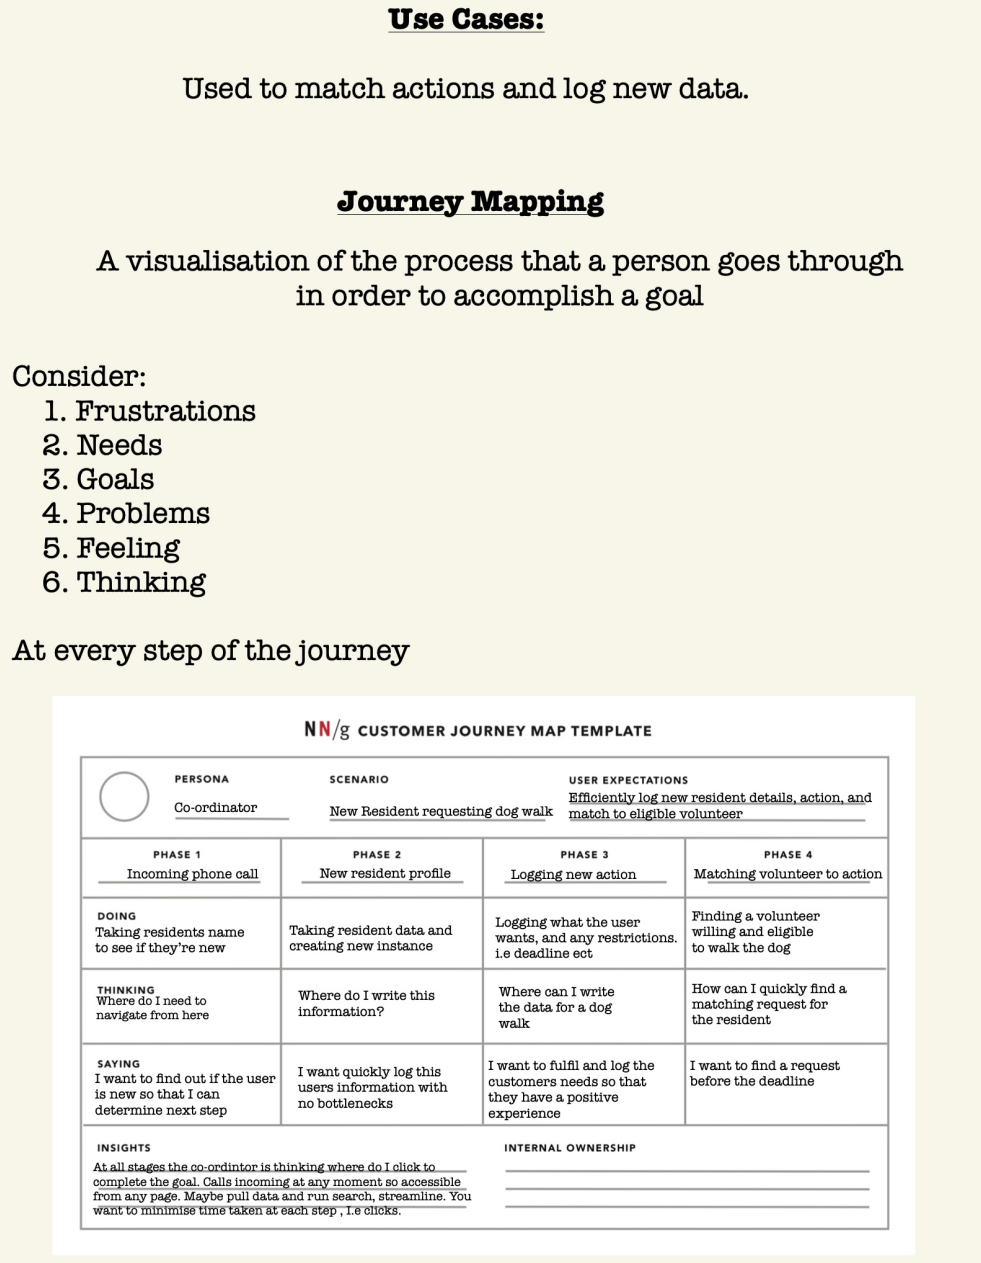 Use Cases:
Used to match actions and log new data.
Journey Mapping
A visualisation of the process that a person goes through
in order to accomplish a goal
Consider:
1. Frustrations
2. Needs
3. Goals
4. Problems
5. Feeling
6. Thinking
At every step of the journey
NN/g CUSTOMER JOURNEY MAP TEMPLATE
PERSONA
Co-ordinator
SCENARIO
New Resident requesting dog walk
USER EXPECTATIONS
Efficiently log new resident details, action, and
match to eligible volunteer
PHASE 1
Incoming phone call
PHASE 2
New resident profile
PHASE 3
Logging new action
PHASE 4
Matching volunteer to action
DOING
Taking residents name
to see if they're new
Taking resident data and
creating new instance
Logging what the user
wants, and any restrictions.
i.e deadline ect
Finding a volunteer
willing and eligible
to walk the dog
THINKING
Where do I need to
navigate from here
Where do I write this
information?
Where can I write
the data for a dog
walk
How can I quickly find a
matching request for
the resident
SAYING
I want to find out if the user
is new so that I can
determine next step
I want quickly log this
users information with
no bottlenecks
I want to fulfil and log the
customers needs so that
they have a positive
experience
I want to find a request
before the deadline
INSIGHTS
At all stages the co-ordintor is thinking where do I click to
complete the goal. Calls incoming at any moment so accessible
from any page. Maybe pull data and run search, streamline. You
want to minimise time taken at each step , I.e clicks.
INTERNAL OWNERSHIP